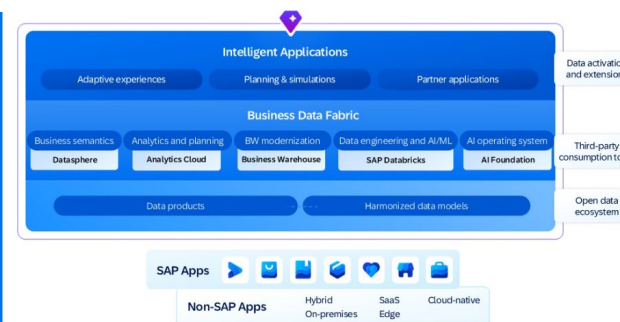 Intelligent Applications
Adaptive experiences
Planning & simulations
Partner applications
Business Data Fabric
Business semantics
Analytics and planning
BW modernization
Data engineering and AI/ML
AI operating system
Datasphere
Analytics Cloud
Business Warehouse
SAP Databricks
AI Foundation
Data products
Harmonized data models
Data activatio
and extension
Third-party
consumption to
Open data
ecosystem
SAP Apps
Non-SAP Apps
Hybrid
SaaS
Cloud-native
On-premises
Edge